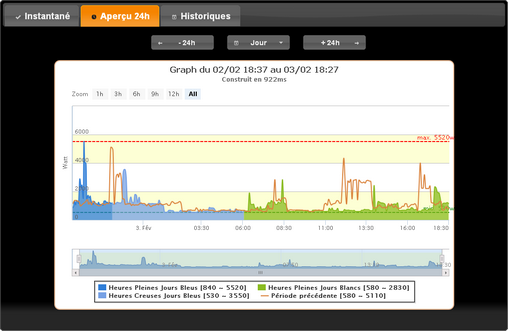 Instantané Aperçu 24h Historiques
- 24h Jour + 24h
Graph du 02/02 18:37 au 03/02 18:27
Construit en 922ms
Zoom 1h 3h 6h 9h 12h All
max. 5520w
6000
4000
2000
0
Watt
3. Fév 03:30 06:00 08:30 11:00 13:30 16:00 18:30
Heures Pleines Jours Bleus [840 ~ 5520] Heures Pleines Jours Blancs [580 ~ 2830]
Heures Creuses Jours Bleus [530 ~ 3550] Période précédente [580 ~ 5110]